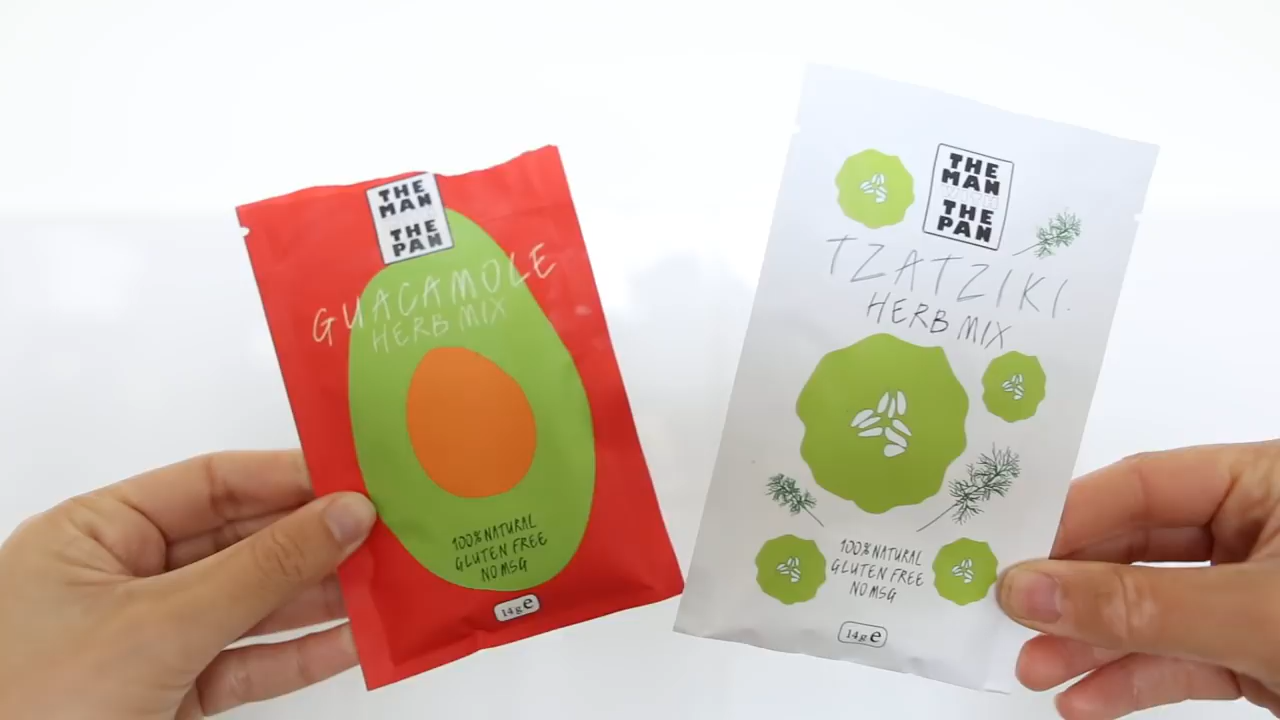 THE
MAN
THE
PAN
GUACAMOLE
HERB MIX
100% NATURAL
GLUTEN FREE
NO MSG
14g e
THE
MAN
WITH
THE
PAN
TZATZIKI
HERB MIX
100% NATURAL
GLUTEN FREE
NO MSG
14g e